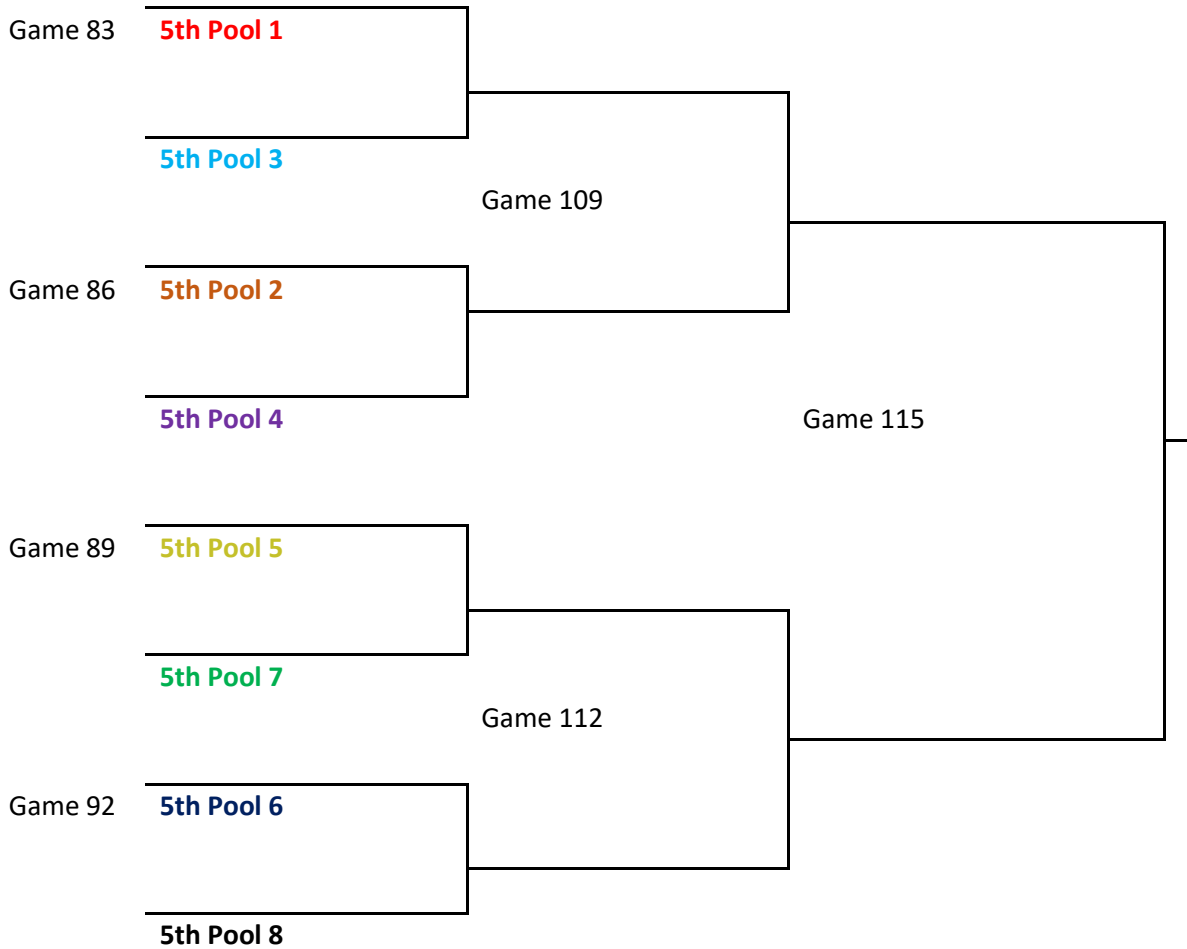 Game 83 5th Pool 1
5th Pool 3
Game 109
Game 86 5th Pool 2
5th Pool 4
Game 115
Game 89 5th Pool 5
5th Pool 7
Game 112
Game 92 5th Pool 6
5th Pool 8